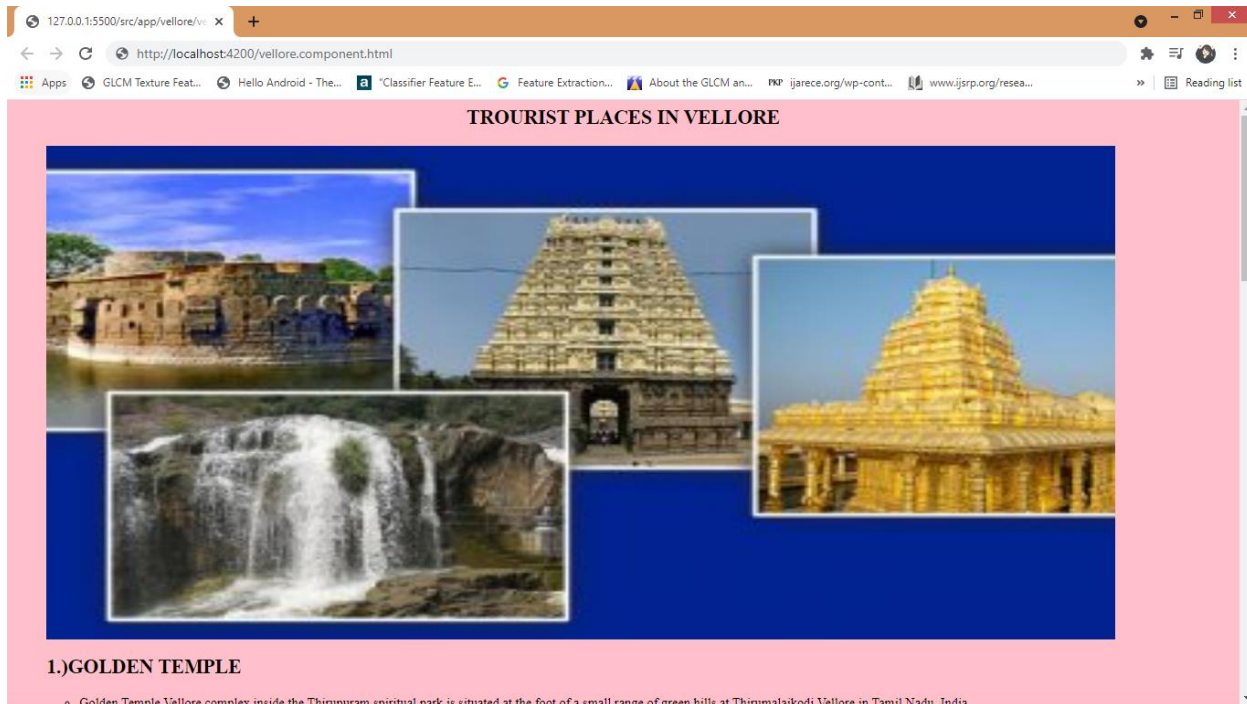 127.0.0.1:5500/src/app/vellore/ve
http://localhost:4200/vellore.component.html
Apps GLCM Texture Feat... Hello Android - The... a "Classifier Feature E... G Feature Extraction... About the GLCM an... PKP ijarece.org/wp-cont... www.ijsrp.org/resea... » Reading list
TROURIST PLACES IN VELLORE
1.)GOLDEN TEMPLE
Golden Temple Vellore complex inside the Thirupuram spiritual park is situated at the foot of a small range of green hills at Thirumalaikodi Vellore in Tamil Nadu, India